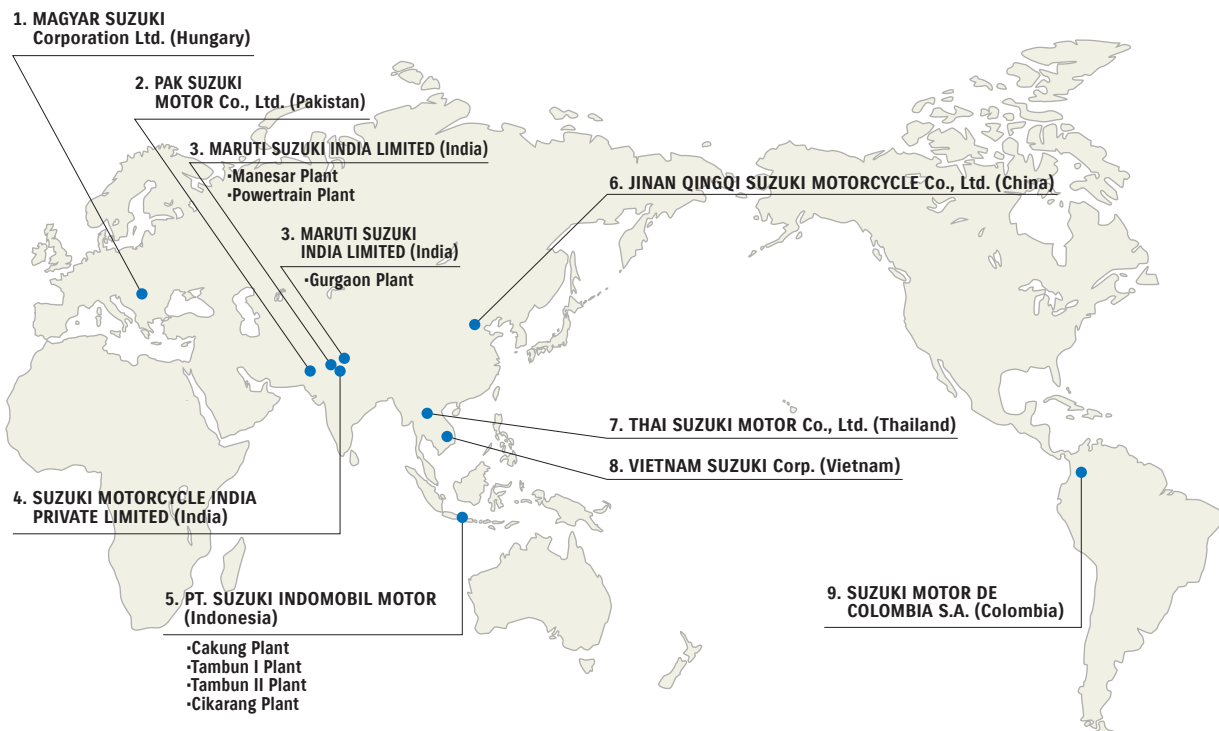 1. MAGYAR SUZUKI
Corporation Ltd. (Hungary)
2. PAK SUZUKI
MOTOR Co., Ltd. (Pakistan)
3. MARUTI SUZUKI INDIA LIMITED (India)
·Manesar Plant
·Powertrain Plant
3. MARUTI SUZUKI
INDIA LIMITED (India)
·Gurgaon Plant
4. SUZUKI MOTORCYCLE INDIA
PRIVATE LIMITED (India)
5. PT. SUZUKI INDOMOBIL MOTOR
(Indonesia)
·Cakung Plant
·Tambun I Plant
·Tambun II Plant
·Cikarang Plant
6. JINAN QINGQI SUZUKI MOTORCYCLE Co., Ltd. (China)
7. THAI SUZUKI MOTOR Co., Ltd. (Thailand)
8. VIETNAM SUZUKI Corp. (Vietnam)
9. SUZUKI MOTOR DE
COLOMBIA S.A. (Colombia)